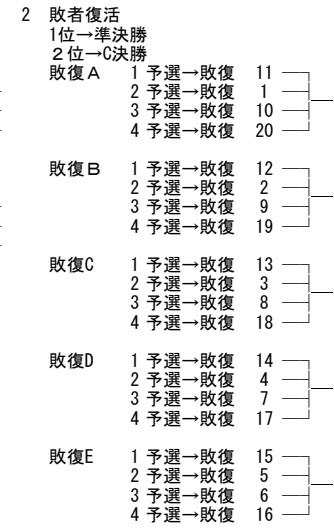 2 敗者復活
1位→準決勝
２位→C決勝
敗復Ａ 1 予選→敗復 11
2 予選→敗復 1
3 予選→敗復 10
4 予選→敗復 20
敗復Ｂ 1 予選→敗復 12
2 予選→敗復 2
3 予選→敗復 9
4 予選→敗復 19
敗復C 1 予選→敗復 13
2 予選→敗復 3
3 予選→敗復 8
4 予選→敗復 18
敗復D 1 予選→敗復 14
2 予選→敗復 4
3 予選→敗復 7
4 予選→敗復 17
敗復E 1 予選→敗復 15
2 予選→敗復 5
3 予選→敗復 6
4 予選→敗復 16